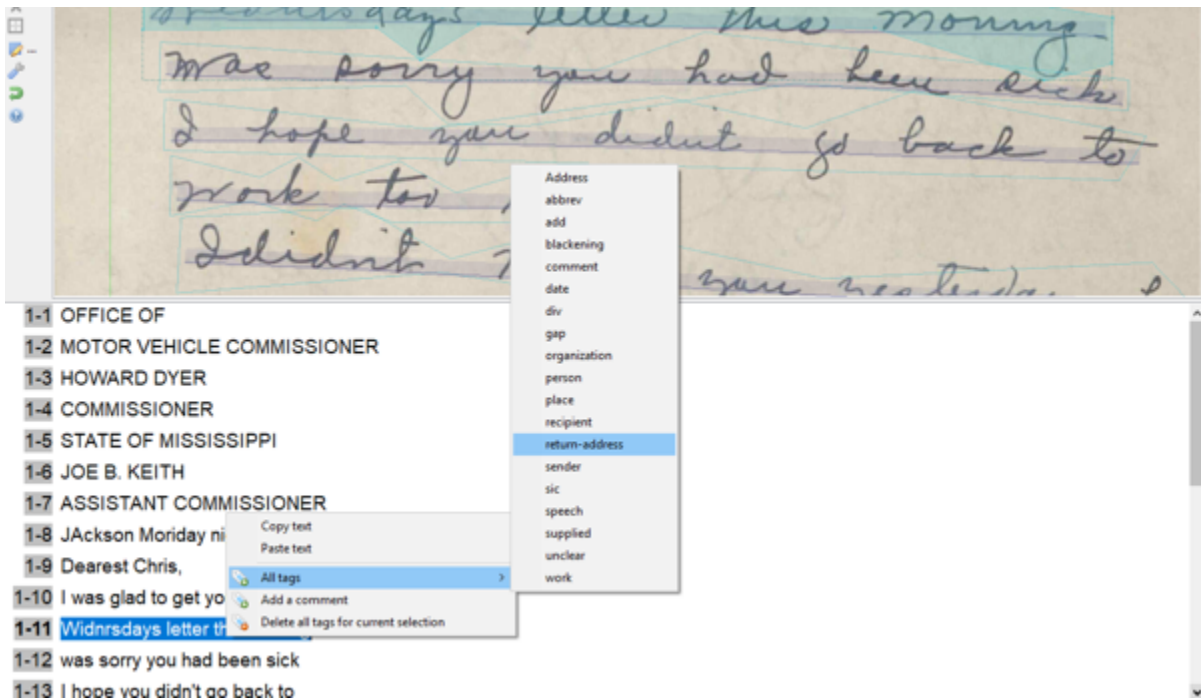 Wednesdays letter this morning
was sorry you had been sick
I hope you didnt go back to
work too
I didn't you yesterday. I
Address
abbrev
add
blackening
comment
date
div
gap
organization
person
place
recipient
return-address
sender
sic
speech
supplied
unclear
work
1-1 OFFICE OF
1-2 MOTOR VEHICLE COMMISSIONER
1-3 HOWARD DYER
1-4 COMMISSIONER
1-5 STATE OF MISSISSIPPI
1-6 JOE B. KEITH
1-7 ASSISTANT COMMISSIONER
1-8 JAckson Moriday ni
1-9 Dearest Chris,
1-10 I was glad to get yo
1-11 Widnrsdays letter th
1-12 was sorry you had been sick
1-13 I hope you didn't go back to
Copy text
Paste text
All tags
Add a comment
Delete all tags for current selection